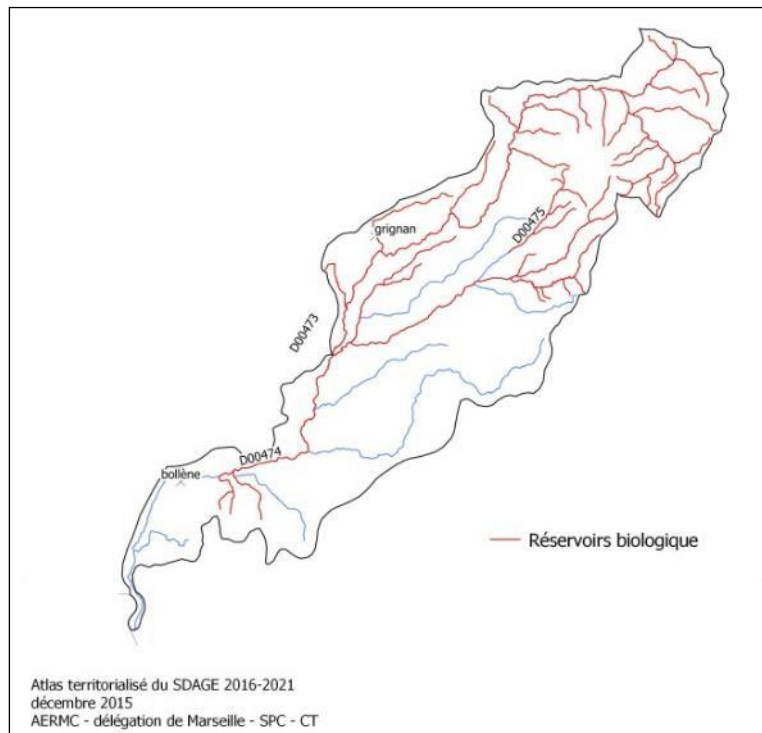 grignan
D00475
D00473
D00474
bollène
Réservoirs biologique
Atlas territorialisé du SDAGE 2016-2021
décembre 2015
AERMC - délégation de Marseille - SPC - CT